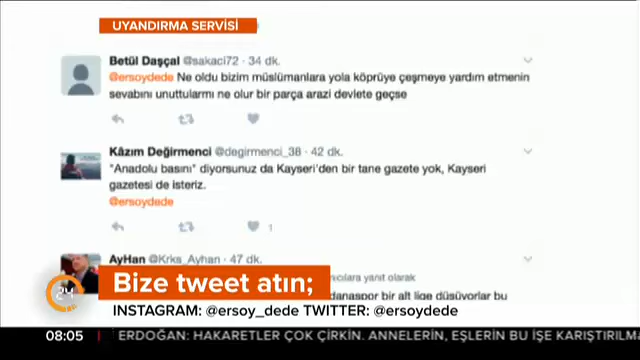 UYANDIRMA SERVİSİ
Betül Daşçal @sakaci72 · 34 dk.
@ersoydede Ne oldu bizim müslümanlara yola köprüye çeşmeye yardım etmenin
sevabını unuttularmı ne olur bir parça arazi devlete geçse
Kâzım Değirmenci @degirmenci_38 · 42 dk.
"Anadolu basını" diyorsunuz da Kayseri'den bir tane gazete yok, Kayseri
gazetesi de isteriz.
@ersoydede
1
AyHan @Krks_Ayhan · 47 dk.
ncılara yanıt olarak
danaspor bir alt lige düşüyorlar bu
24
Bize tweet atın;
INSTAGRAM: @ersoy_dede TWITTER: @ersoydede
08:05 ERDOĞAN: HAKARETLER ÇOK ÇİRKİN. ANNELERİN, EŞLERİN BU İŞE KARIŞTIRILMA